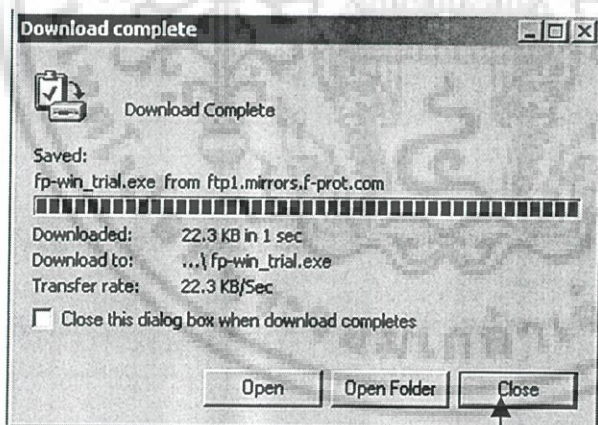 Download complete
Download Complete
Saved:
fp-win_trial.exe from ftp1.mirrors.f-prot.com
Downloaded: 22.3 KB in 1 sec
Download to: ...\fp-win_trial.exe
Transfer rate: 22.3 KB/Sec
Close this dialog box when download completes
Open Open Folder Close